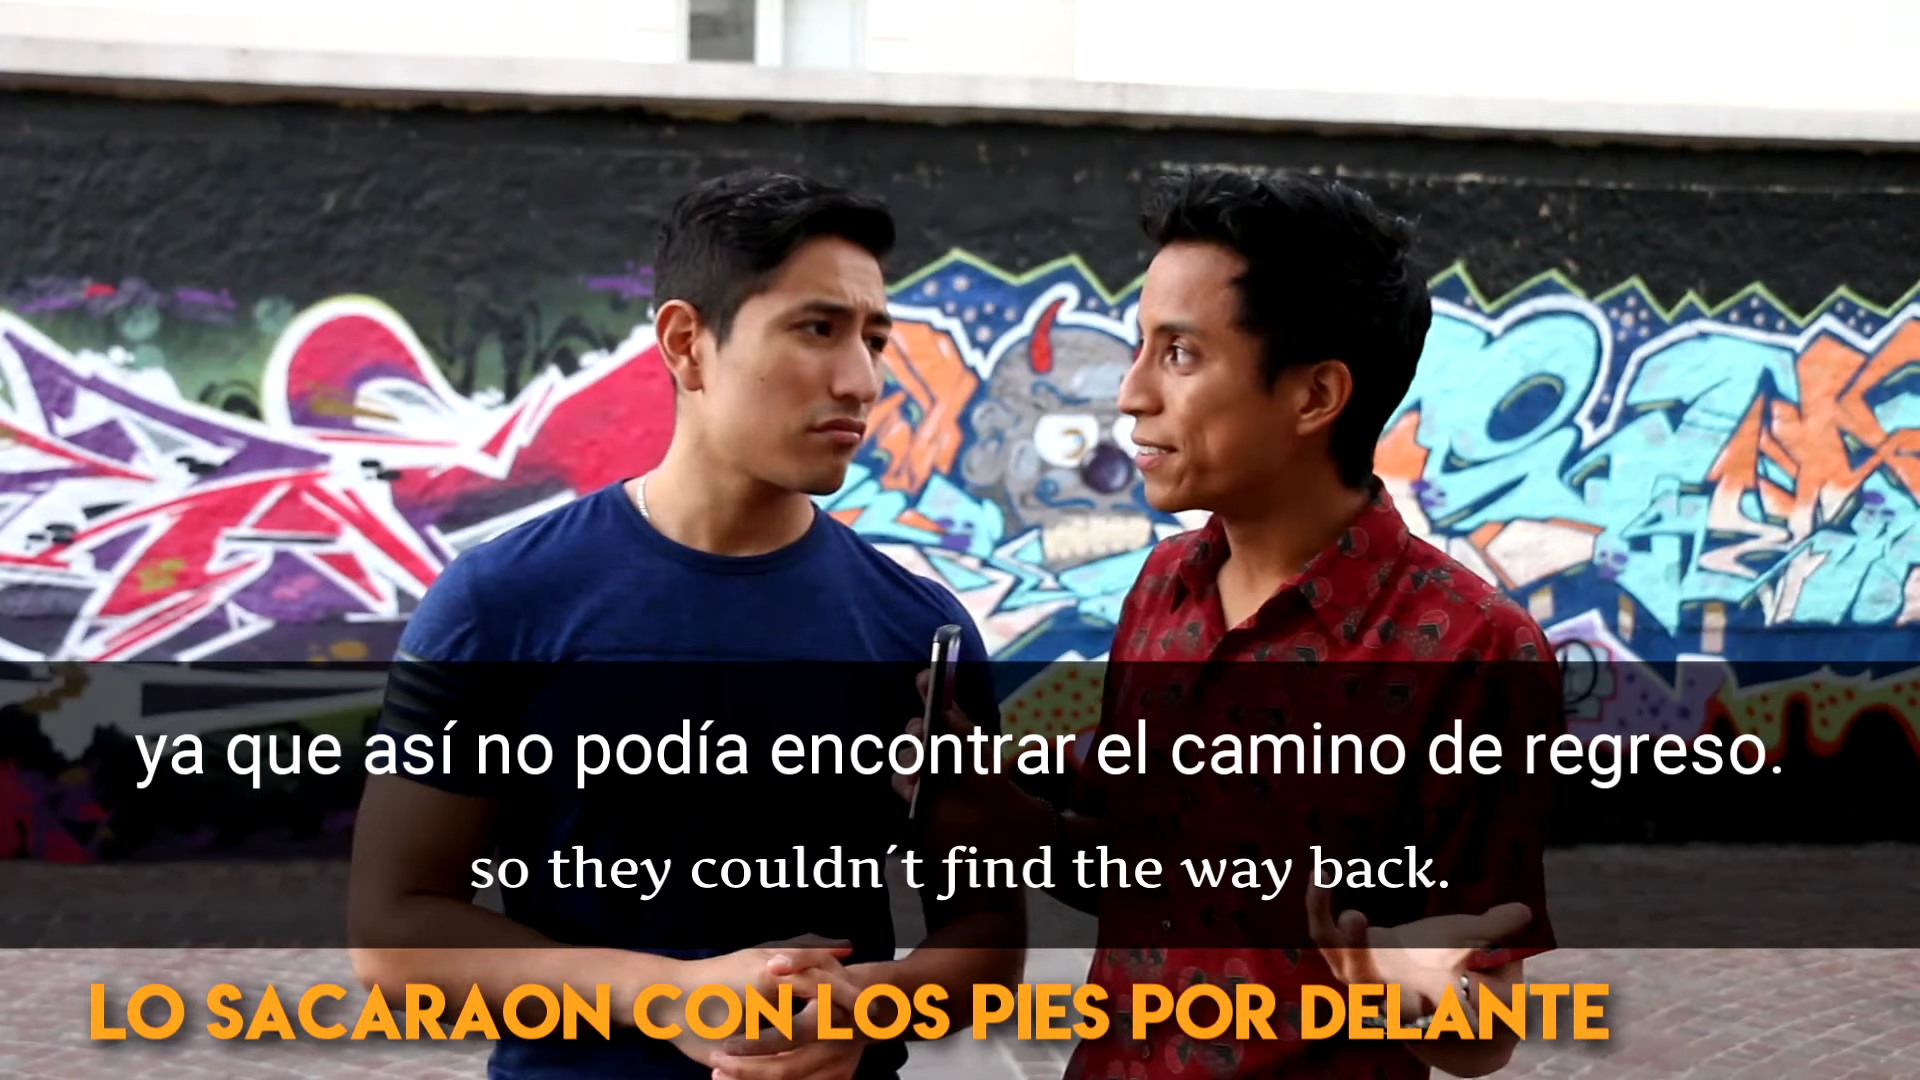 ya que así no podía encontrar el camino de regreso.
so they couldn´t find the way back.
LO SACARAON CON LOS PIES POR DELANTE